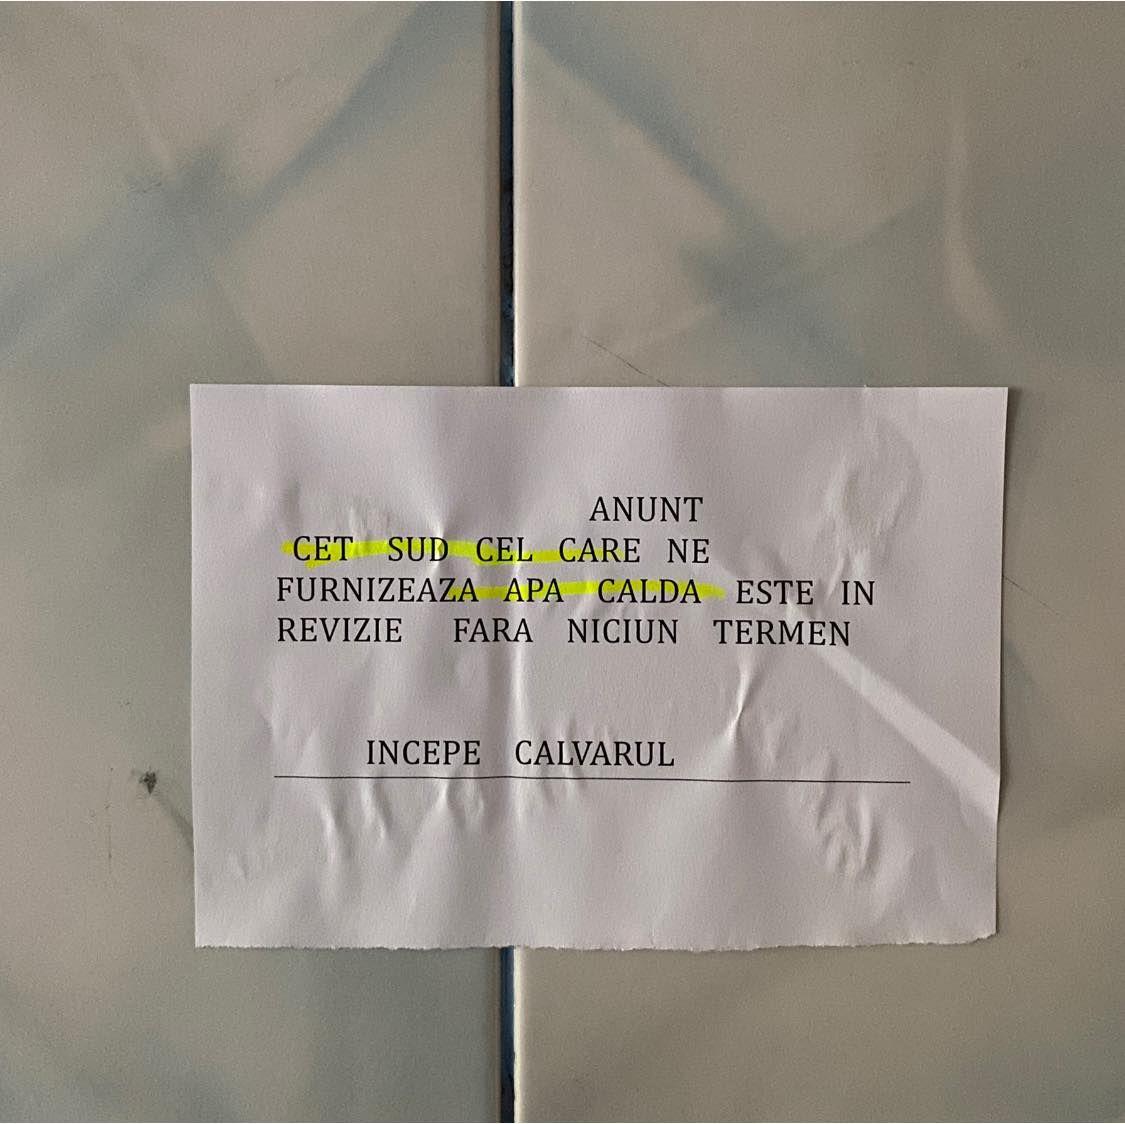 ANUNT
CET SUD CEL CARE NE
FURNIZEAZA APA CALDA ESTE IN
REVIZIE FARA NICIUN TERMEN
INCEPE CALVARUL